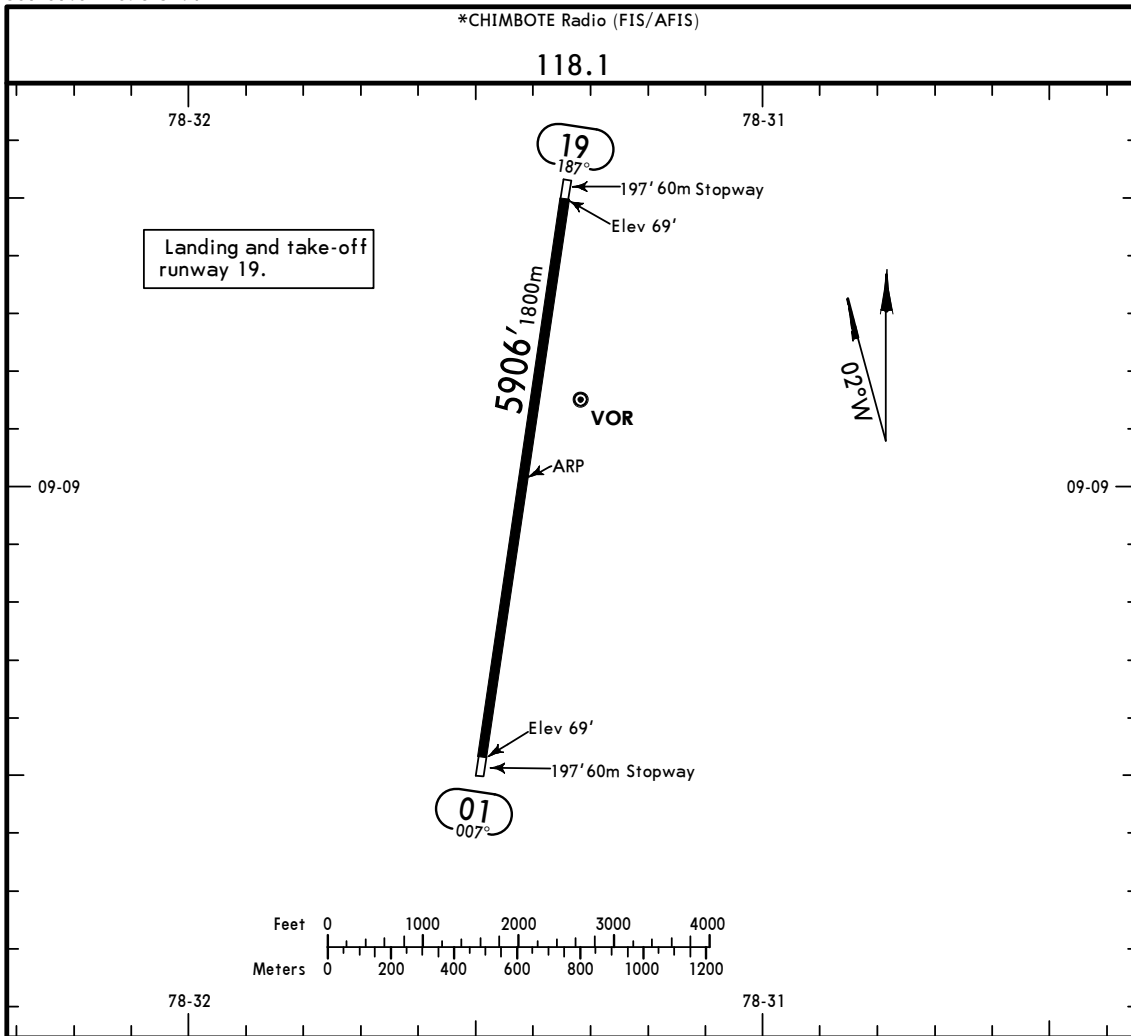 *CHIMBOTE Radio (FIS/AFIS)
118.1
78-32
78-31
19
187°
197' 60m Stopway
Elev 69'
Landing and take-off
runway 19.
5906' 1800m
02°W
VOR
ARP
09-09
09-09
Elev 69'
197' 60m Stopway
01
007°
Feet 0 1000 2000 3000 4000
Meters 0 200 400 600 800 1000 1200
78-32
78-31